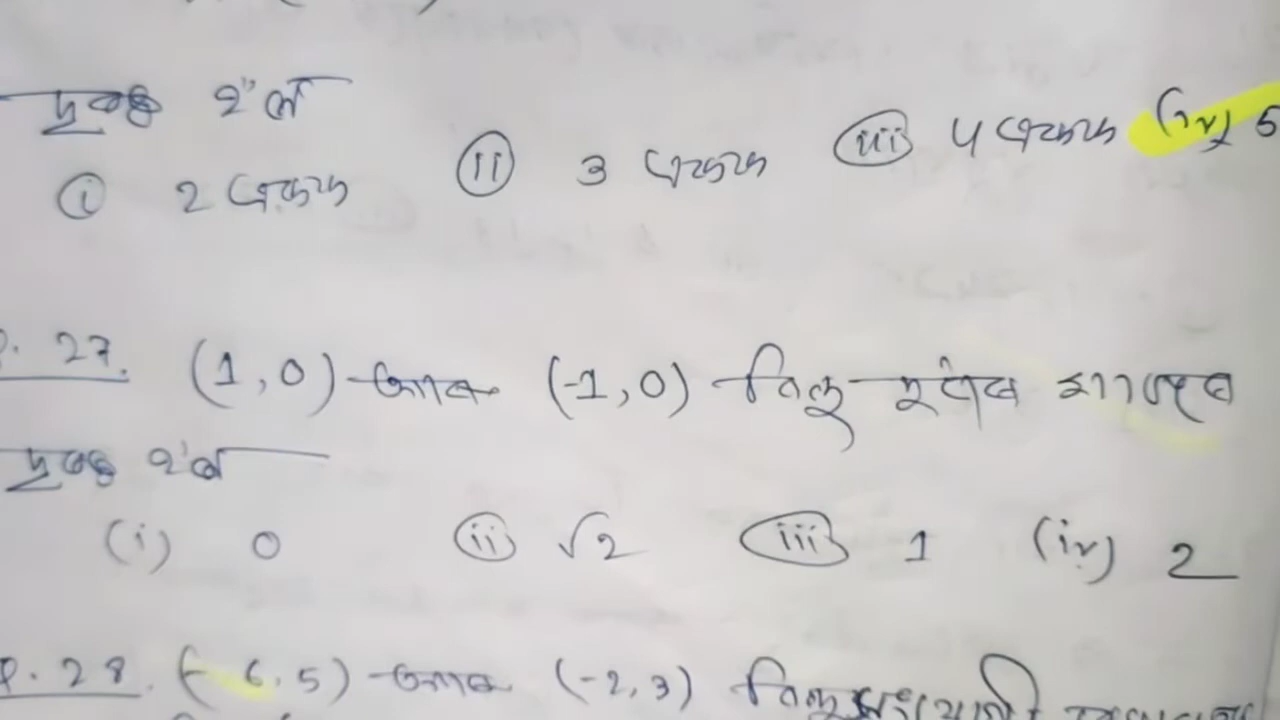 দূৰত্ব হ'ল
(i) 2 একক (ii) 3 একক (iii) 4 একক (iv) 5
27. (1, 0) আৰু (-1, 0) বিন্দু দুটাৰ মাজৰ
দূৰত্ব হ'ব
(i) 0 (ii) √2 (iii) 1 (iv) 2
28. (-6, 5) আৰু (-2, 3) বিন্দু সংযোগী